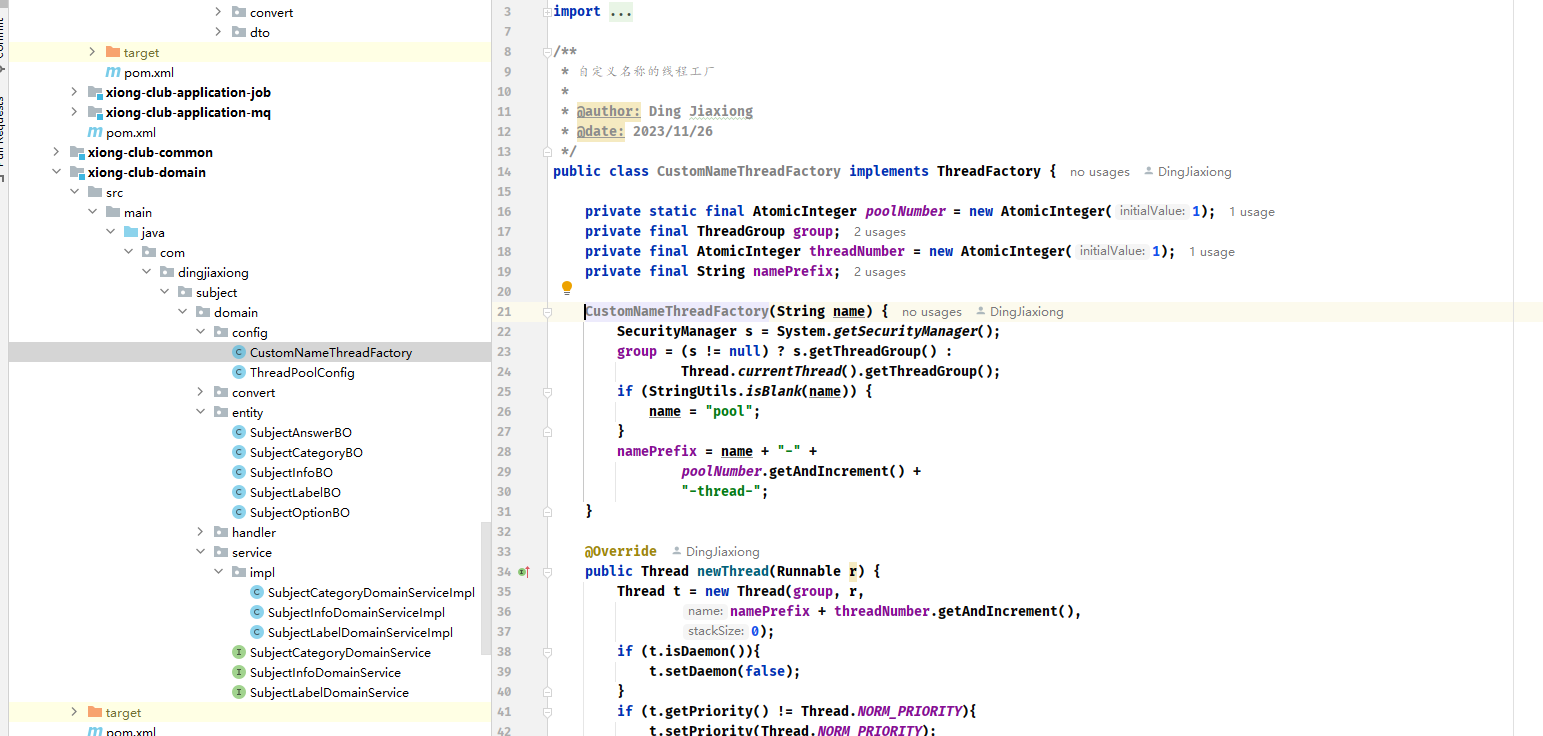 convert
dto
target
pom.xml
xiong-club-application-job
xiong-club-application-mq
pom.xml
xiong-club-common
xiong-club-domain
src
main
java
com
dingjiaxiong
subject
domain
config
CustomNameThreadFactory
ThreadPoolConfig
convert
entity
SubjectAnswerBO
SubjectCategoryBO
SubjectInfoBO
SubjectLabelBO
SubjectOptionBO
handler
service
impl
SubjectCategoryDomainServiceImpl
SubjectInfoDomainServiceImpl
SubjectLabelDomainServiceImpl
SubjectCategoryDomainService
SubjectInfoDomainService
SubjectLabelDomainService
target
pom.xml
3 import ...
7
8 /**
9 * 自定义名称的线程工厂
10 *
11 * @author: Ding Jiaxiong
12 * @date: 2023/11/26
13 */
14 public class CustomNameThreadFactory implements ThreadFactory { no usages DingJiaxiong
15
16 private static final AtomicInteger poolNumber = new AtomicInteger( initialValue: 1); 1 usage
17 private final ThreadGroup group; 2 usages
18 private final AtomicInteger threadNumber = new AtomicInteger( initialValue: 1); 1 usage
19 private final String namePrefix; 2 usages
20
21 CustomNameThreadFactory(String name) { no usages DingJiaxiong
22 SecurityManager s = System.getSecurityManager();
23 group = (s != null) ? s.getThreadGroup() :
24 Thread.currentThread().getThreadGroup();
25 if (StringUtils.isBlank(name)) {
26 name = "pool";
27 }
28 namePrefix = name + "-" +
29 poolNumber.getAndIncrement() +
30 "-thread-";
31 }
32
33 @Override DingJiaxiong
34 public Thread newThread(Runnable r) {
35 Thread t = new Thread(group, r,
36 name: namePrefix + threadNumber.getAndIncrement(),
37 stackSize: 0);
38 if (t.isDaemon()){
39 t.setDaemon(false);
40 }
41 if (t.getPriority() != Thread.NORM_PRIORITY){
42 t.setPriority(Thread.NORM_PRIORITY);